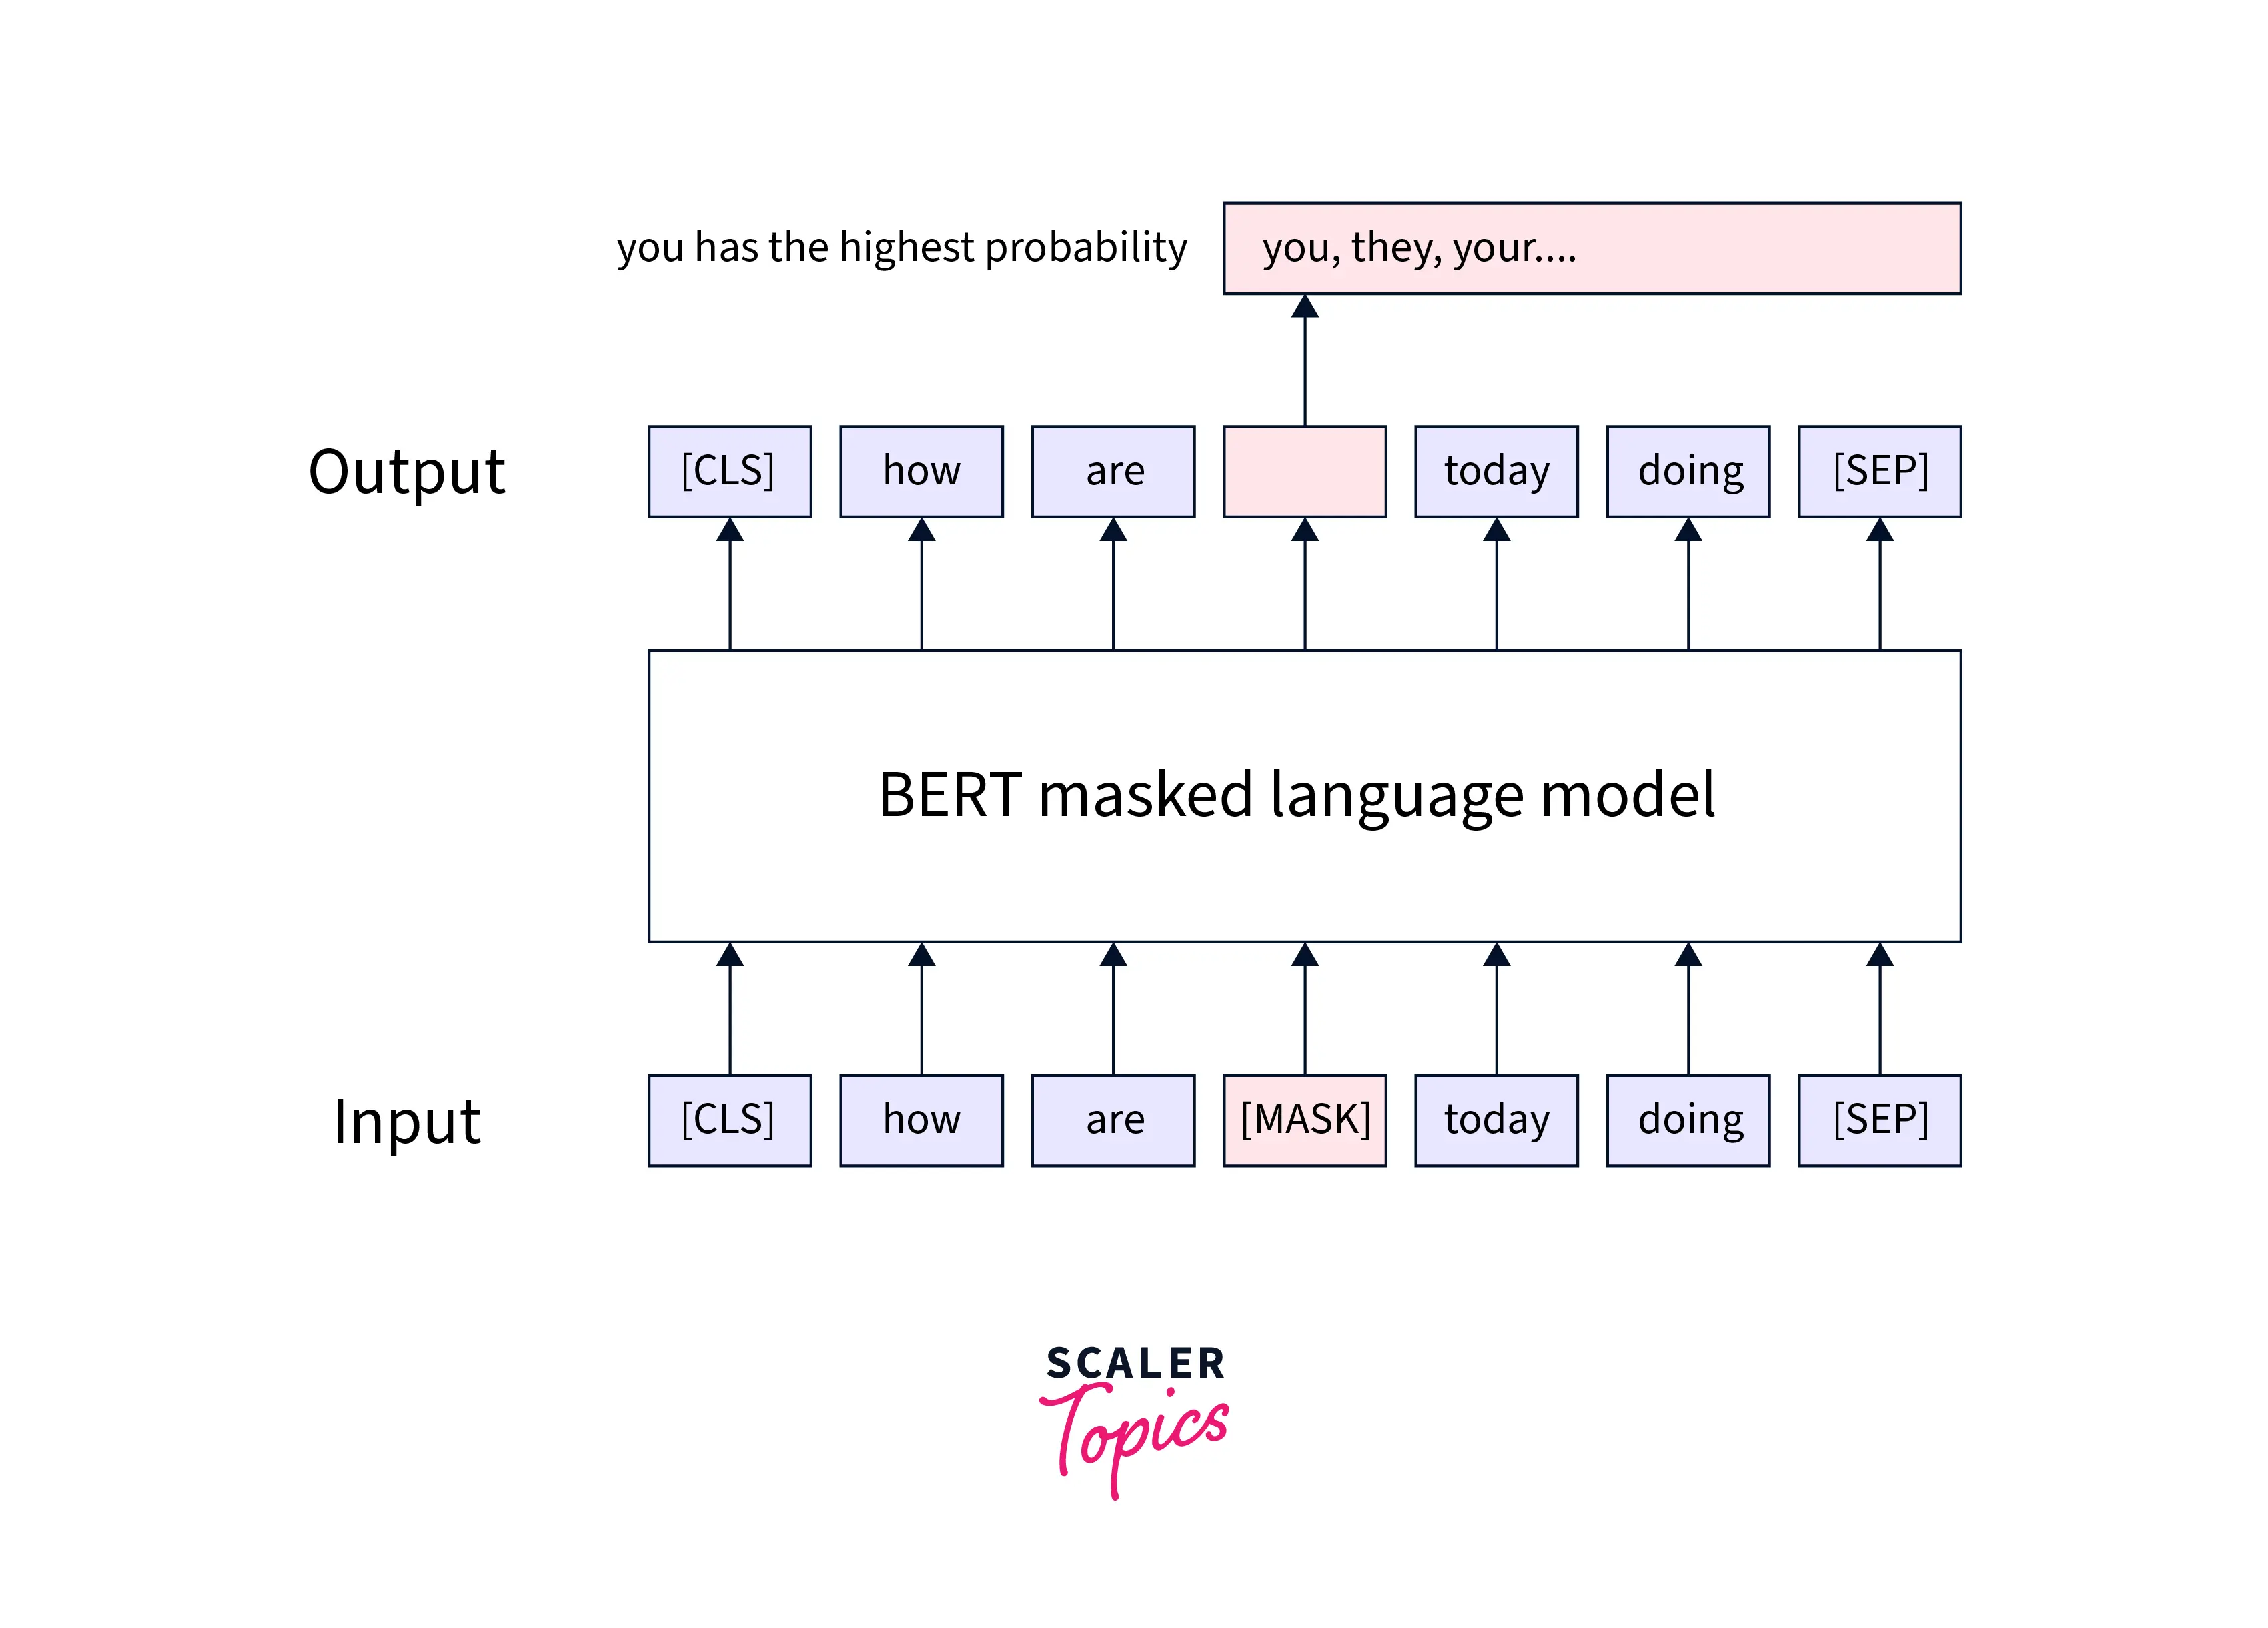 you has the highest probability
you, they, your....
Output
[CLS]
how
are
today
doing
[SEP]
BERT masked language model
Input
[CLS]
how
are
[MASK]
today
doing
[SEP]
SCALER
Topics